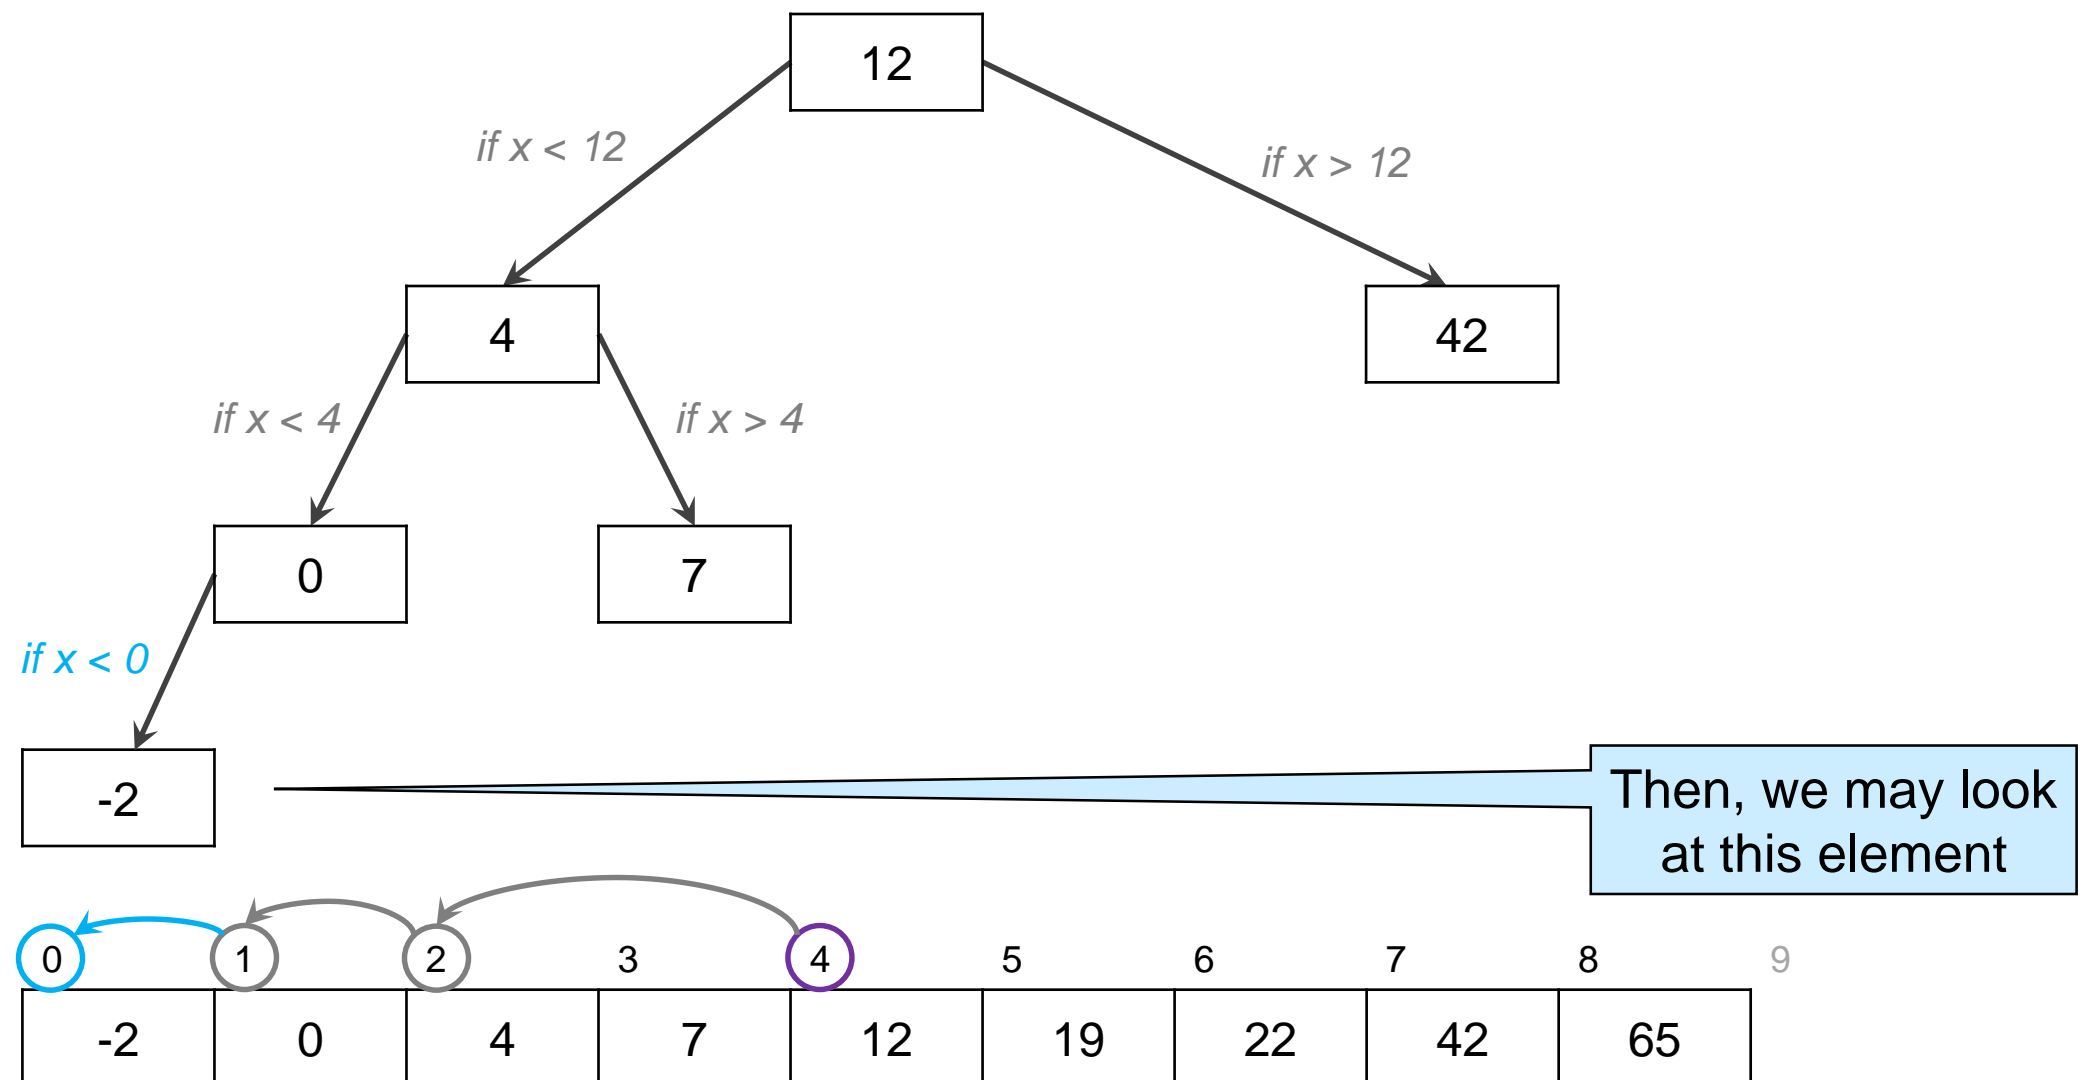 12
if x < 12
if x > 12
4
42
if x < 4
if x > 4
0
7
if x < 0
-2
Then, we may look
at this element
0 1 2 3 4 5 6 7 8 9
-2 0 4 7 12 19 22 42 65